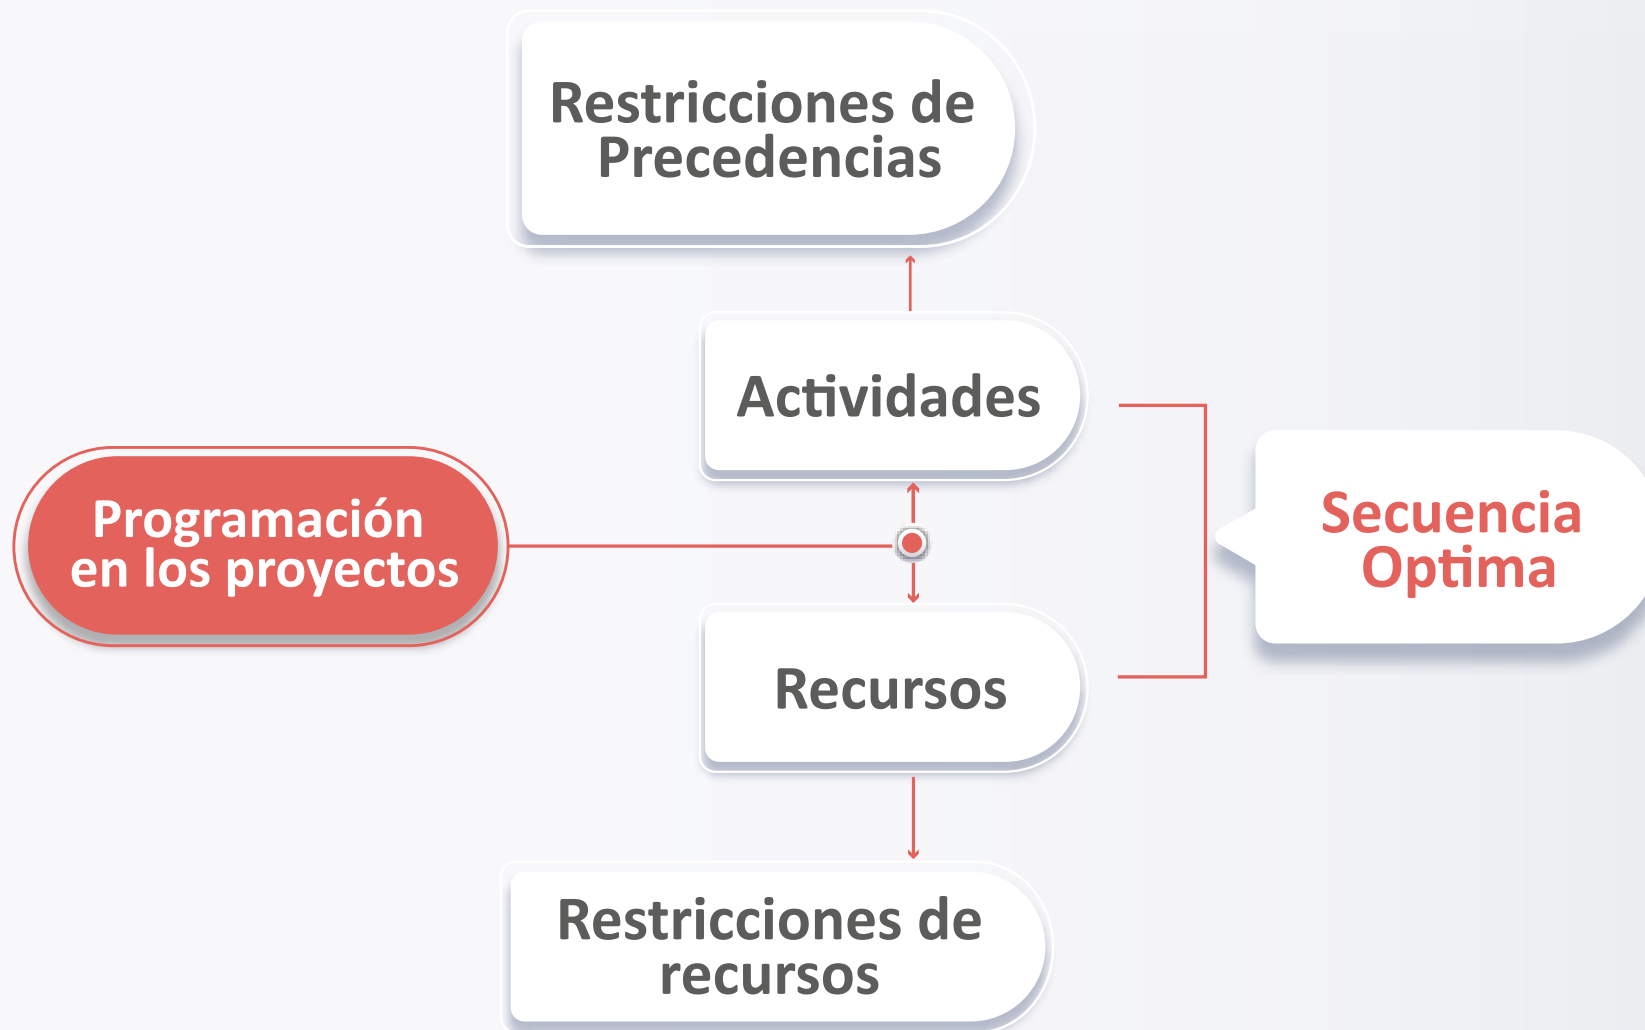 Restricciones de
Precedencias
Actividades
Programación
en los proyectos
Secuencia
Optima
Recursos
Restricciones de
recursos